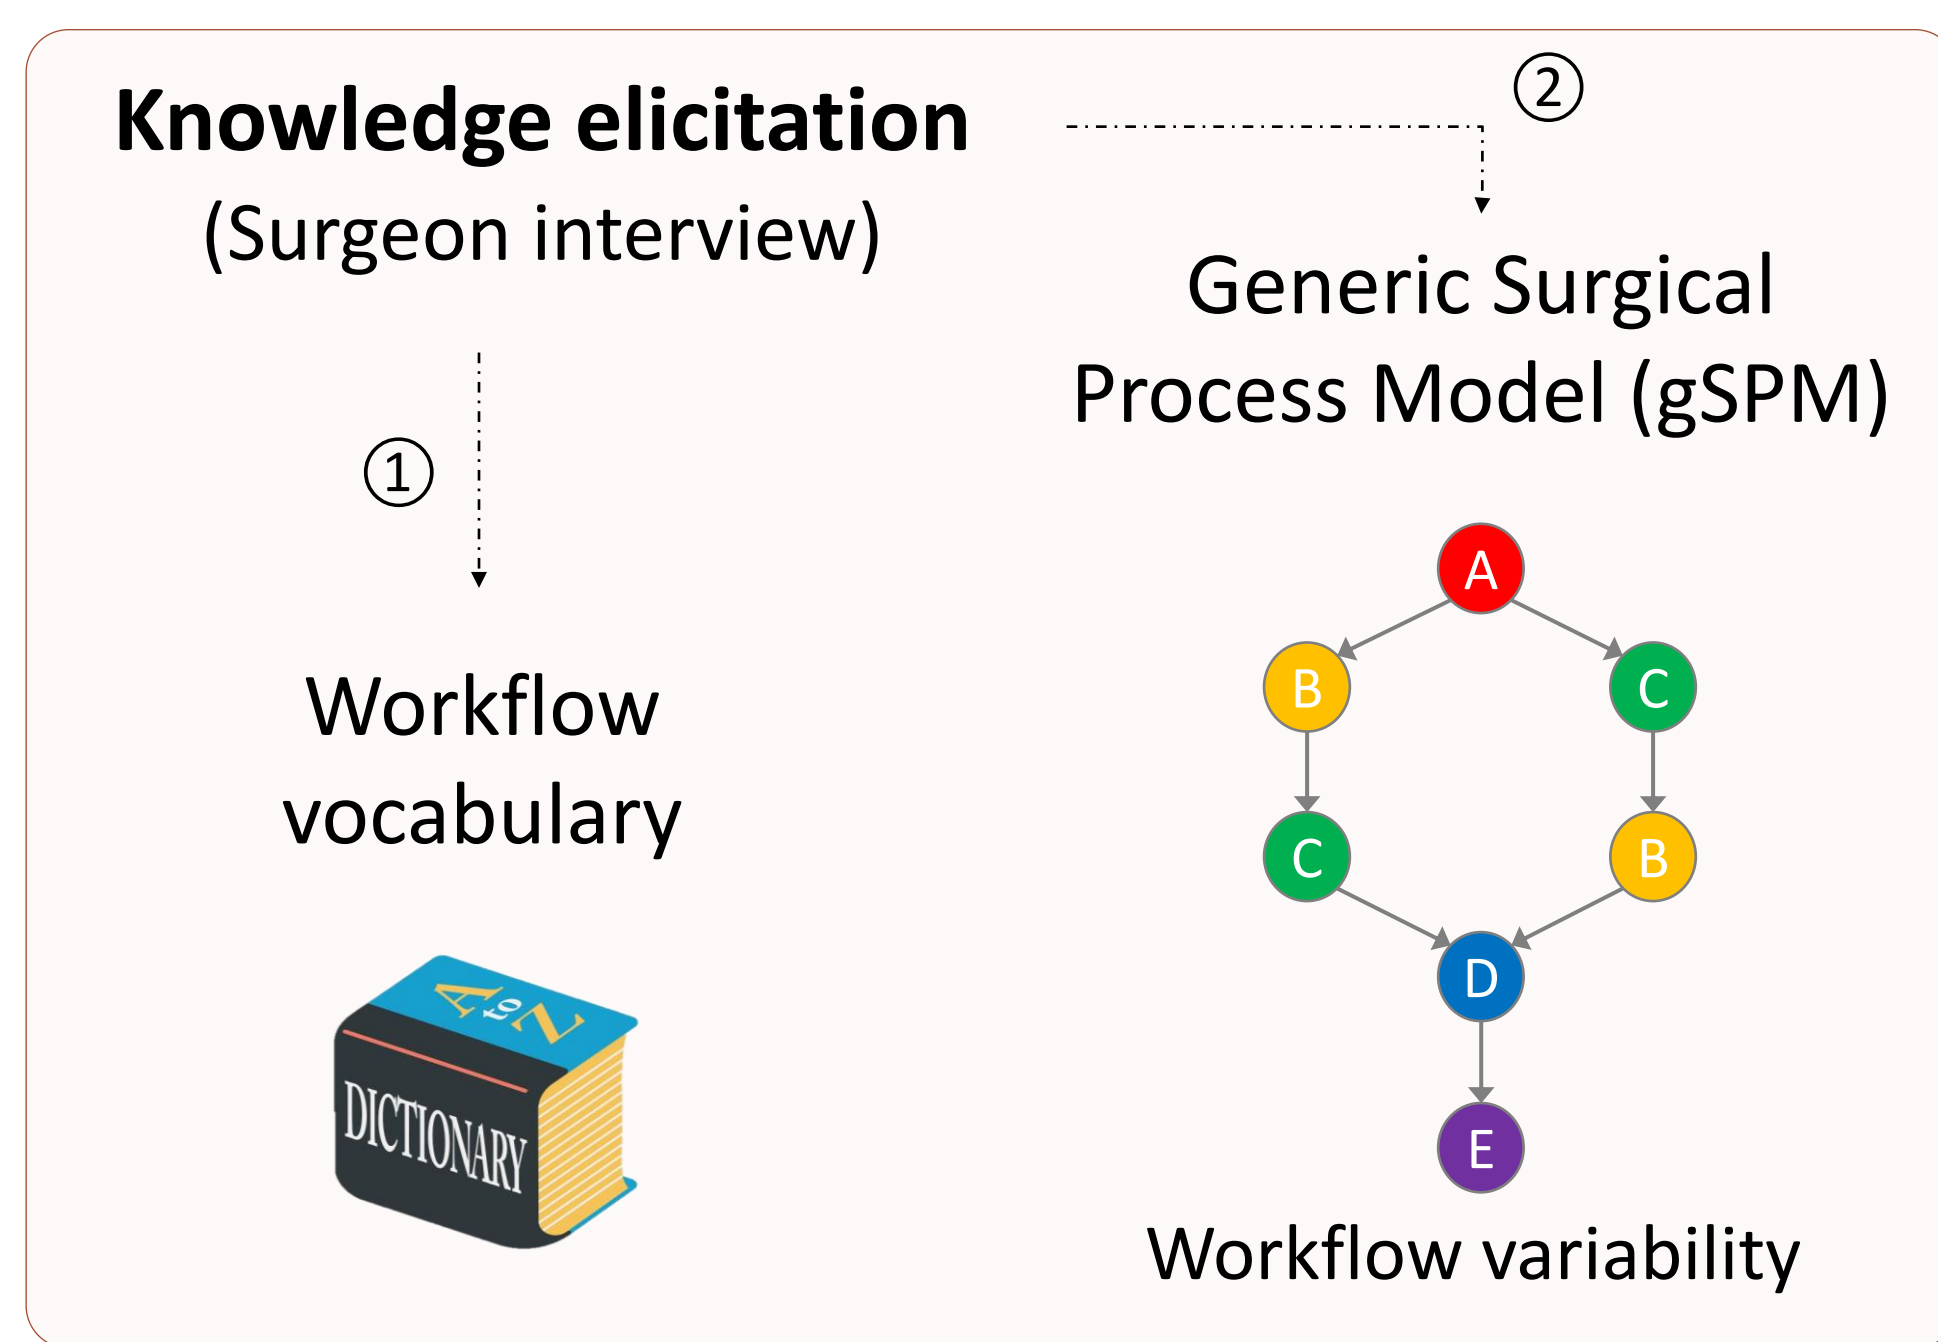 Knowledge elicitation
(Surgeon interview)
①
Workflow
vocabulary
A to Z
DICTIONARY
②
Generic Surgical
Process Model (gSPM)
A
B
C
C
B
D
E
Workflow variability